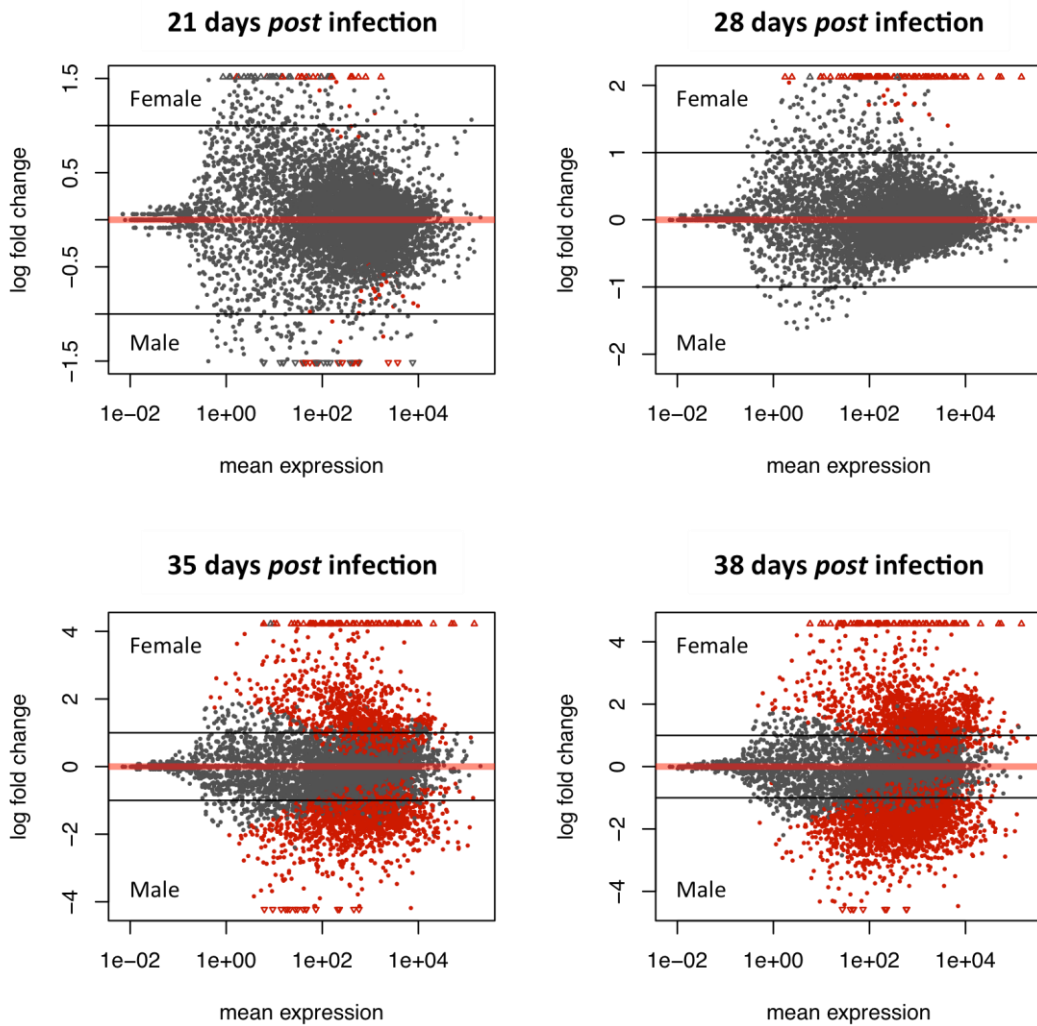 21 days post infection
1.5
0.5
−0.5
−1.5
log fold change
Female
Male
1e−02
1e+00
1e+02
1e+04
mean expression
28 days post infection
2
1
0
−1
−2
log fold change
Female
Male
1e−02
1e+00
1e+02
1e+04
mean expression
35 days post infection
4
2
0
−2
−4
log fold change
Female
Male
1e−02
1e+00
1e+02
1e+04
mean expression
38 days post infection
4
2
0
−2
−4
log fold change
Female
Male
1e−02
1e+00
1e+02
1e+04
mean expression